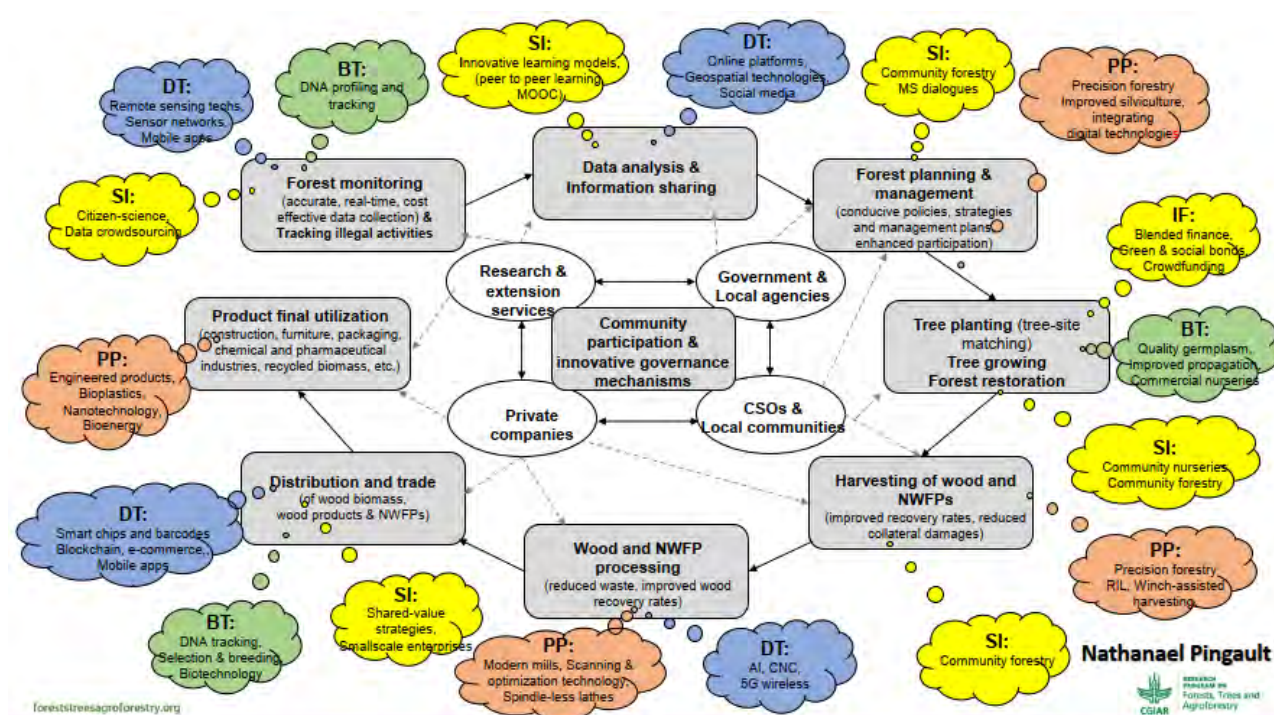 SI:
Innovative learning models,
(peer to peer learning,
MOOC)
DT:
Online platforms,
Geospatial technologies,
Social media
SI:
Community forestry
MS dialogues
PP:
Precision forestry
Improved silviculture,
integrating
digital technologies
BT:
DNA profiling and
tracking
DT:
Remote sensing techs,
Sensor networks,
Mobile apps
SI:
Citizen-science,
Data crowdsourcing
Forest monitoring
(accurate, real-time, cost
effective data collection) &
Tracking illegal activities
Data analysis &
Information sharing
Forest planning &
management
(conducive policies, strategies
and management plans,
enhanced participation)
IF:
Blended finance,
Green & social bonds,
Crowdfunding
Research &
extension
services
Government &
Local agencies
Community
participation &
innovative governance
mechanisms
Private
companies
CSOs &
Local communities
Product final utilization
(construction, furniture, packaging,
chemical and pharmaceutical
industries, recycled biomass, etc.)
Tree planting (tree-site
matching)
Tree growing
Forest restoration
BT:
Quality germplasm,
Improved propagation,
Commercial nurseries
PP:
Engineered products,
Bioplastics,
Nanotechnology,
Bioenergy
SI:
Community nurseries,
Community forestry
Distribution and trade
(of wood biomass,
wood products & NWFPs)
Harvesting of wood and
NWFPs
(improved recovery rates, reduced
collateral damages)
DT:
Smart chips and barcodes
Blockchain, e-commerce,
Mobile apps
Wood and NWFP
processing
(reduced waste, improved wood
recovery rates)
PP:
Precision forestry,
RIL, Winch-assisted
harvesting
BT:
DNA tracking,
Selection & breeding,
Biotechnology
SI:
Shared-value
strategies,
Smallscale enterprises
PP:
Modern mills, Scanning &
optimization technology,
Spindle-less lathes
DT:
AI, CNC,
5G wireless
SI:
Community forestry
Nathanael Pingault
foreststreesagroforestry.org
CGIAR
RESEARCH
PROGRAM ON
Forests, Trees and
Agroforestry